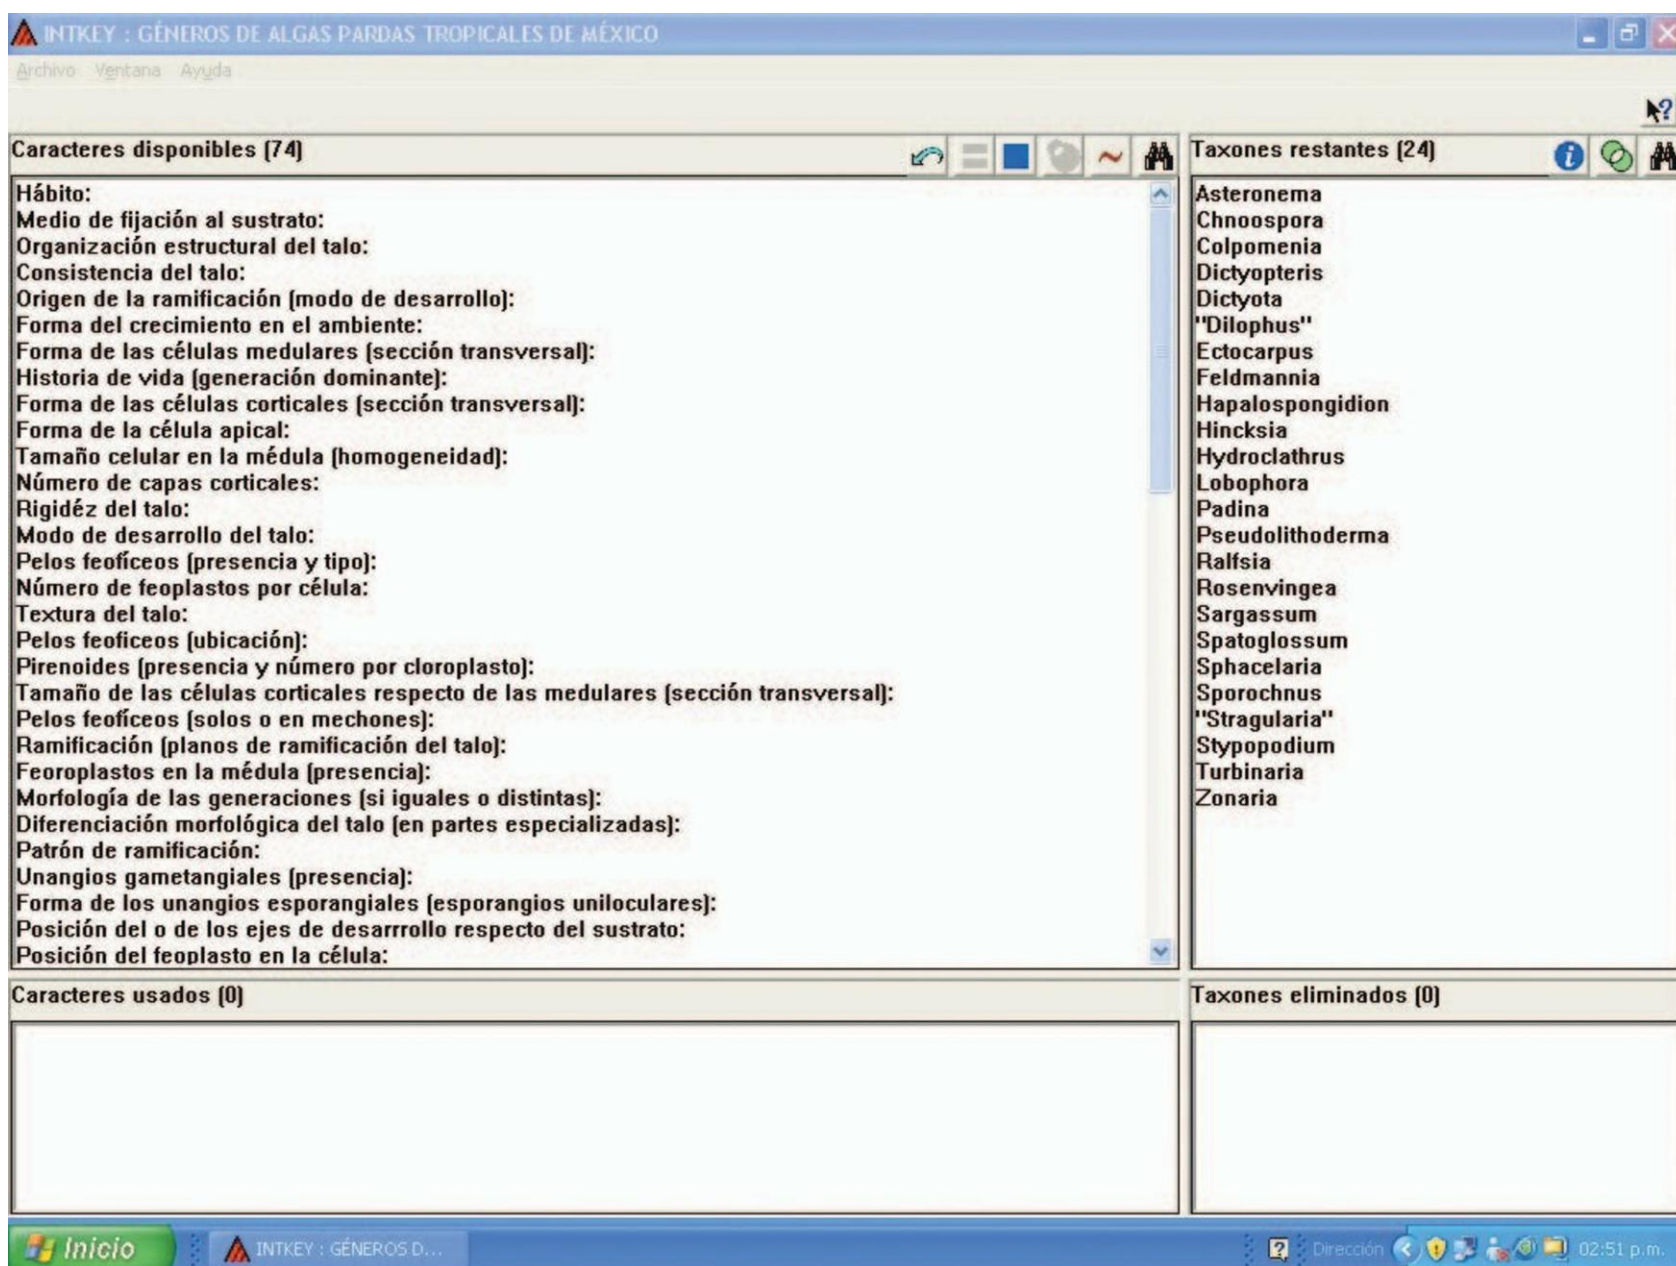 INTKEY : GÉNEROS DE ALGAS PARDAS TROPICALES DE MÉXICO
Archivo Ventana Ayuda
Caracteres disponibles (74)
Hábito:
Medio de fijación al sustrato:
Organización estructural del talo:
Consistencia del talo:
Origen de la ramificación (modo de desarrollo):
Forma del crecimiento en el ambiente:
Forma de las células medulares (sección transversal):
Historia de vida (generación dominante):
Forma de las células corticales (sección transversal):
Forma de la célula apical:
Tamaño celular en la médula (homogeneidad):
Número de capas corticales:
Rigidéz del talo:
Modo de desarrollo del talo:
Pelos feofíceos (presencia y tipo):
Número de feoplastos por célula:
Textura del talo:
Pelos feoficeos (ubicación):
Pirenoides (presencia y número por cloroplasto):
Tamaño de las células corticales respecto de las medulares (sección transversal):
Pelos feofíceos (solos o en mechones):
Ramificación (planos de ramificación del talo):
Feoroplastos en la médula (presencia):
Morfología de las generaciones (si iguales o distintas):
Diferenciación morfológica del talo (en partes especializadas):
Patrón de ramificación:
Unangios gametangiales (presencia):
Forma de los unangios esporangiales (esporangios uniloculares):
Posición del o de los ejes de desarrrollo respecto del sustrato:
Posición del feoplasto en la célula:
Taxones restantes (24)
Asteronema
Chnoospora
Colpomenia
Dictyopteris
Dictyota
"Dilophus"
Ectocarpus
Feldmannia
Hapalospongidion
Hincksia
Hydroclathrus
Lobophora
Padina
Pseudolithoderma
Ralfsia
Rosenvingea
Sargassum
Spatoglossum
Sphacelaria
Sporochnus
"Stragularia"
Stypopodium
Turbinaria
Zonaria
Caracteres usados (0)
Taxones eliminados (0)
Inicio
INTKEY : GÉNEROS D...
Dirección
02:51 p.m.